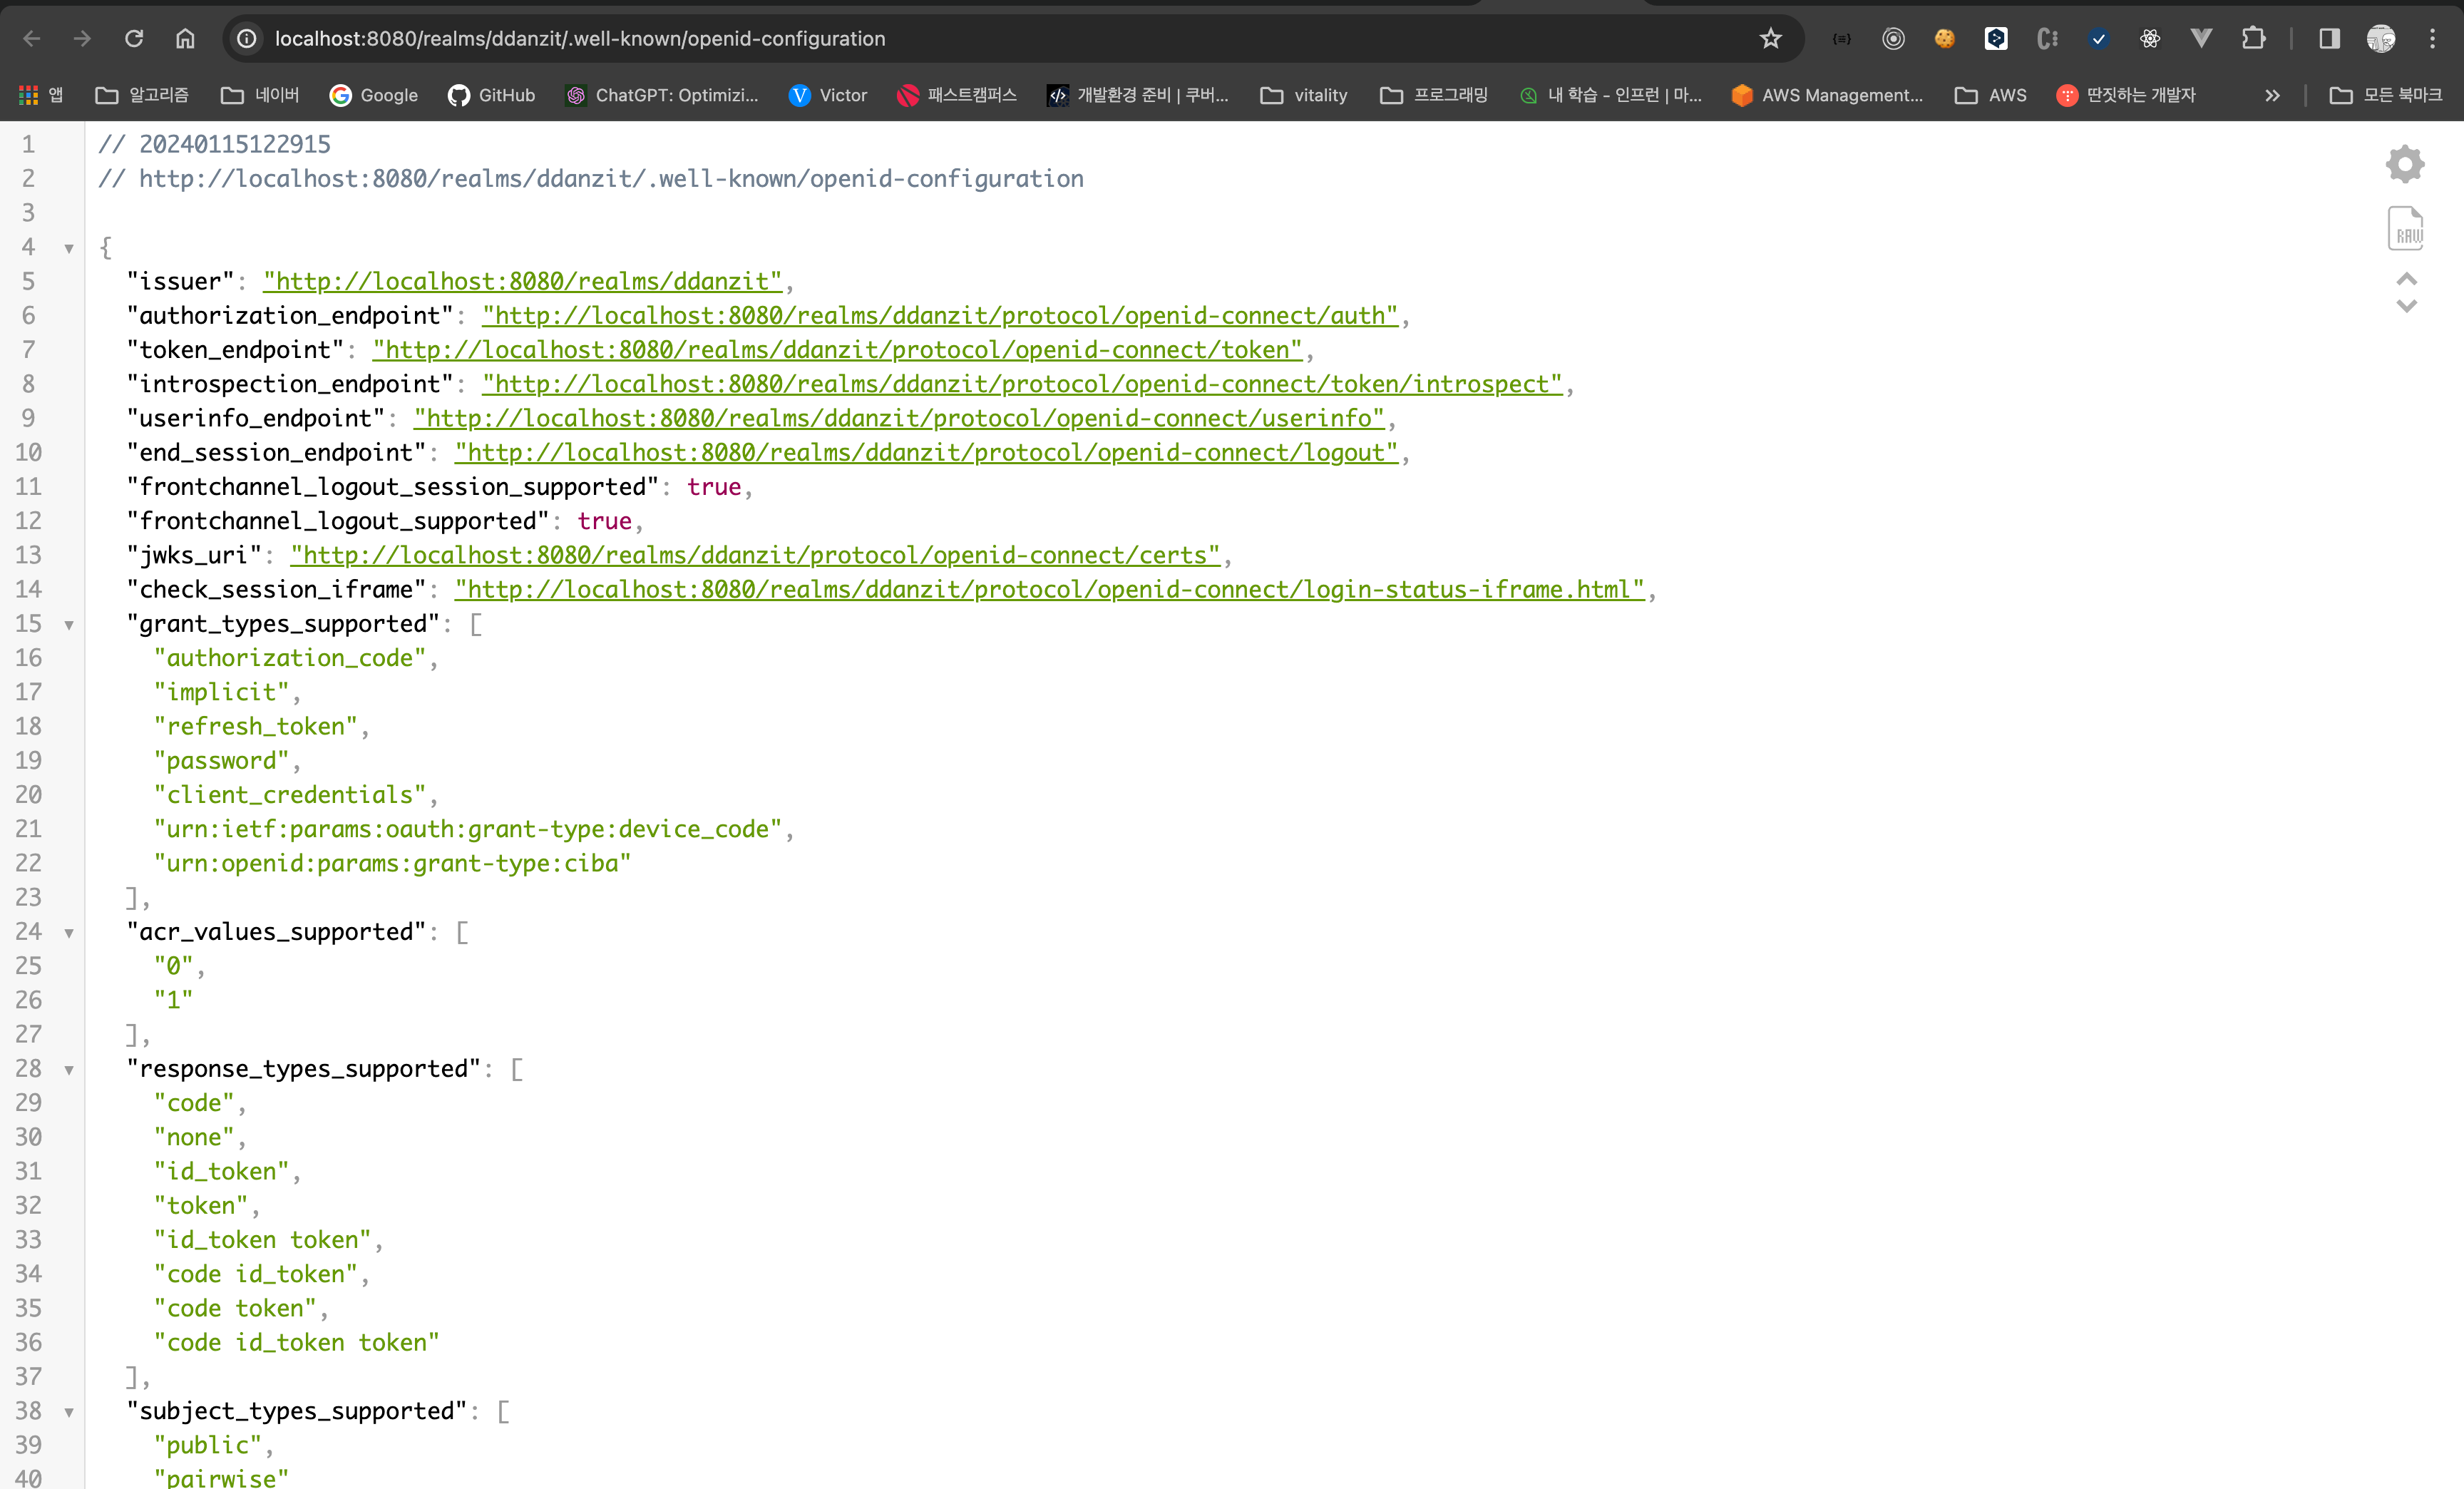 localhost:8080/realms/ddanzit/.well-known/openid-configuration
앱 알고리즘 네이버 Google GitHub ChatGPT: Optimizi... Victor 패스트캠퍼스 개발환경 준비 | 쿠버... vitality 프로그래밍 내 학습 - 인프런 | 마... AWS Management... AWS 딴짓하는 개발자 » 모든 북마크
1 // 20240115122915
2 // http://localhost:8080/realms/ddanzit/.well-known/openid-configuration
3
4 {
5 "issuer": "http://localhost:8080/realms/ddanzit",
6 "authorization_endpoint": "http://localhost:8080/realms/ddanzit/protocol/openid-connect/auth",
7 "token_endpoint": "http://localhost:8080/realms/ddanzit/protocol/openid-connect/token",
8 "introspection_endpoint": "http://localhost:8080/realms/ddanzit/protocol/openid-connect/token/introspect",
9 "userinfo_endpoint": "http://localhost:8080/realms/ddanzit/protocol/openid-connect/userinfo",
10 "end_session_endpoint": "http://localhost:8080/realms/ddanzit/protocol/openid-connect/logout",
11 "frontchannel_logout_session_supported": true,
12 "frontchannel_logout_supported": true,
13 "jwks_uri": "http://localhost:8080/realms/ddanzit/protocol/openid-connect/certs",
14 "check_session_iframe": "http://localhost:8080/realms/ddanzit/protocol/openid-connect/login-status-iframe.html",
15 "grant_types_supported": [
16 "authorization_code",
17 "implicit",
18 "refresh_token",
19 "password",
20 "client_credentials",
21 "urn:ietf:params:oauth:grant-type:device_code",
22 "urn:openid:params:grant-type:ciba"
23 ],
24 "acr_values_supported": [
25 "0",
26 "1"
27 ],
28 "response_types_supported": [
29 "code",
30 "none",
31 "id_token",
32 "token",
33 "id_token token",
34 "code id_token",
35 "code token",
36 "code id_token token"
37 ],
38 "subject_types_supported": [
39 "public",
40 "pairwise"
RAW